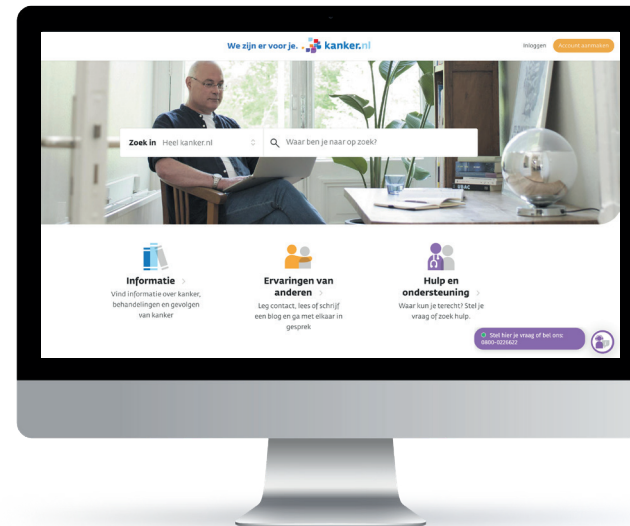 We zijn er voor je. kanker.nl
Inloggen
Account aanmaken
Zoek in Heel kanker.nl
Waar ben je naar op zoek?
Informatie
Vind informatie over kanker,
behandelingen en gevolgen
van kanker
Ervaringen van
anderen
Leg contact, lees of schrijf
een blog en ga met elkaar in
gesprek
Hulp en
ondersteuning
Waar kun je terecht? Stel je
vraag of zoek hulp.
Stel hier je vraag of bel ons:
0800-0226622